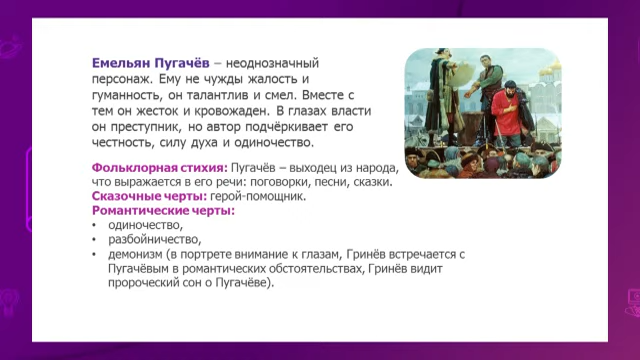 Емельян Пугачёв – неоднозначный
персонаж. Ему не чужды жалость и
гуманность, он талантлив и смел. Вместе с
тем он жесток и кровожаден. В глазах власти
он преступник, но автор подчёркивает его
честность, силу духа и одиночество.
Фольклорная стихия: Пугачёв – выходец из народа,
что выражается в его речи: поговорки, песни, сказки.
Сказочные черты: герой-помощник.
Романтические черты:
• одиночество,
• разбойничество,
• демонизм (в портрете внимание к глазам, Гринёв встречается с
Пугачёвым в романтических обстоятельствах, Гринёв видит
пророческий сон о Пугачёве).